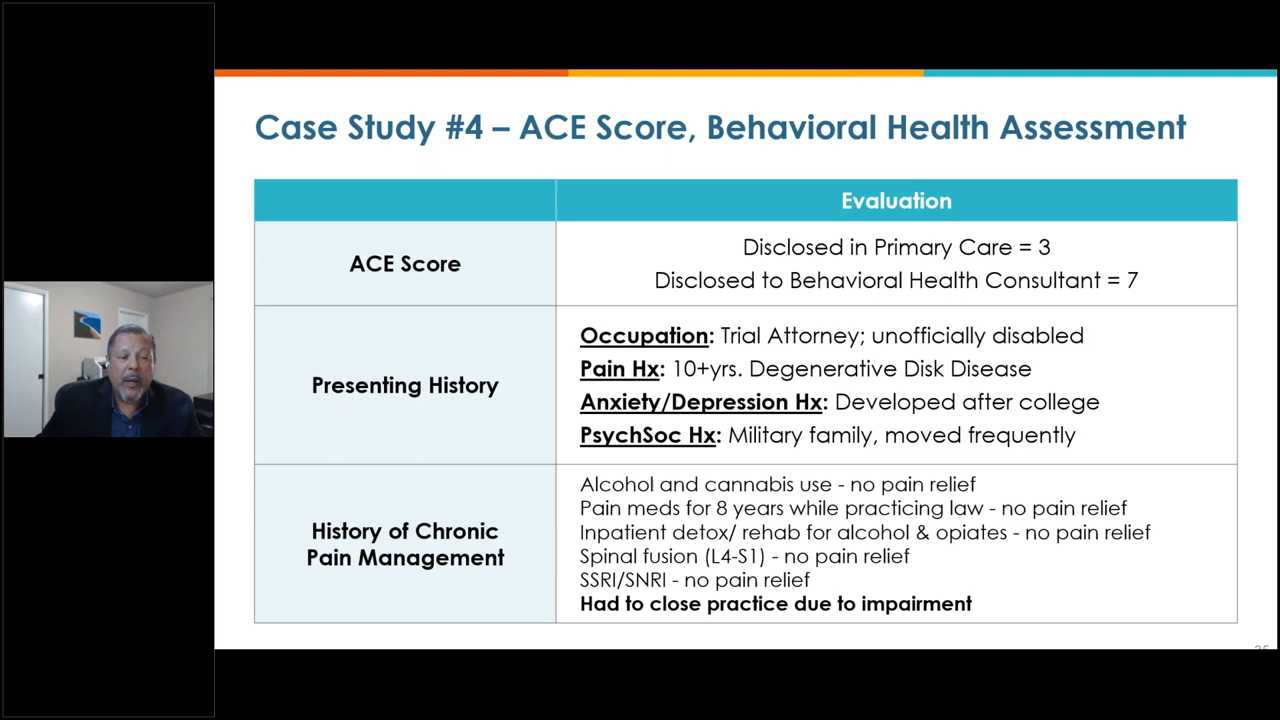 Case Study #4 – ACE Score, Behavioral Health Assessment
Evaluation
ACE Score
Disclosed in Primary Care = 3
Disclosed to Behavioral Health Consultant = 7
Presenting History
Occupation: Trial Attorney; unofficially disabled
Pain Hx: 10+yrs. Degenerative Disk Disease
Anxiety/Depression Hx: Developed after college
PsychSoc Hx: Military family, moved frequently
History of Chronic
Pain Management
Alcohol and cannabis use - no pain relief
Pain meds for 8 years while practicing law - no pain relief
Inpatient detox/ rehab for alcohol & opiates - no pain relief
Spinal fusion (L4-S1) - no pain relief
SSRI/SNRI - no pain relief
Had to close practice due to impairment